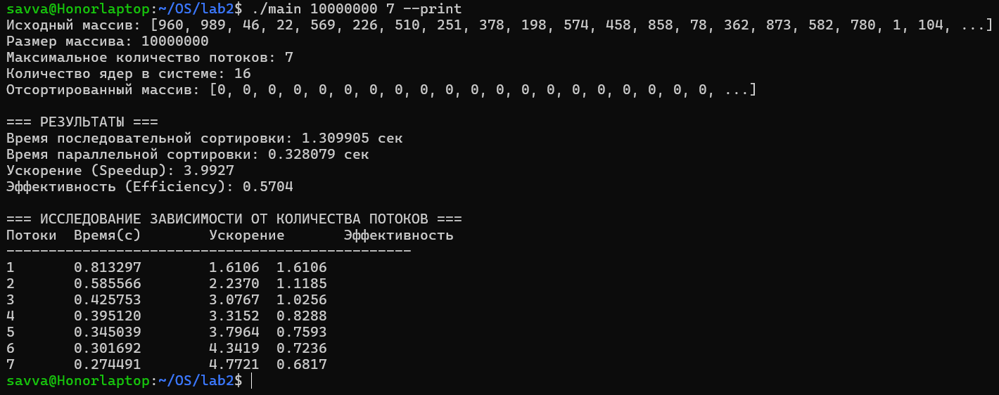 savva@Honorlaptop:~/OS/lab2$ ./main 10000000 7 --print
Исходный массив: [960, 989, 46, 22, 569, 226, 510, 251, 378, 198, 574, 458, 858, 78, 362, 873, 582, 780, 1, 104, ...]
Размер массива: 10000000
Максимальное количество потоков: 7
Количество ядер в системе: 16
Отсортированный массив: [0, 0, 0, 0, 0, 0, 0, 0, 0, 0, 0, 0, 0, 0, 0, 0, 0, 0, 0, 0, ...]
=== РЕЗУЛЬТАТЫ ===
Время последовательной сортировки: 1.309905 сек
Время параллельной сортировки: 0.328079 сек
Ускорение (Speedup): 3.9927
Эффективность (Efficiency): 0.5704
=== ИССЛЕДОВАНИЕ ЗАВИСИМОСТИ ОТ КОЛИЧЕСТВА ПОТОКОВ ===
Потоки Время(с) Ускорение Эффективность
------------------------------------------------
1 0.813297 1.6106 1.6106
2 0.585566 2.2370 1.1185
3 0.425753 3.0767 1.0256
4 0.395120 3.3152 0.8288
5 0.345039 3.7964 0.7593
6 0.301692 4.3419 0.7236
7 0.274491 4.7721 0.6817
savva@Honorlaptop:~/OS/lab2$